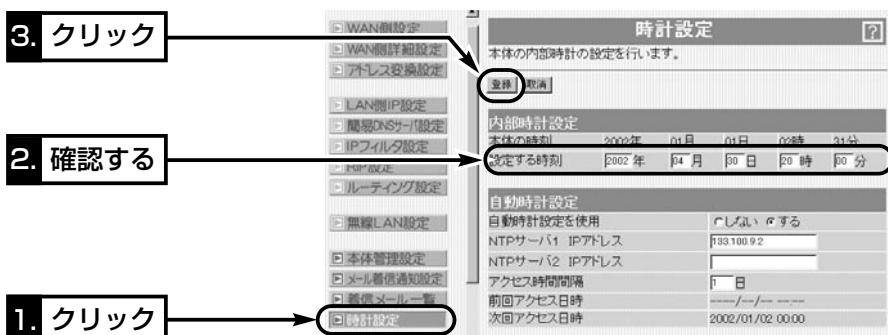 3. クリック
2. 確認する
1. クリック
WAN側設定
WAN側詳細設定
アドレス変換設定
LAN側IP設定
簡易DNSサーバ設定
IPフィルタ設定
RIP設定
ルーティング設定
無線LAN設定
本体管理設定
メール着信通知設定
着信メール一覧
時計設定
時計設定 ?
本体の内部時計の設定を行います。
登録 取消
内部時計設定
本体の時刻 2002年 01月 01日 02時 31分
設定する時刻 2002 年 04 月 30 日 20 時 00 分
自動時計設定
自動時計設定を使用 しない する
NTPサーバ1 IPアドレス 133.100.9.2
NTPサーバ2 IPアドレス
アクセス時間間隔 1 日
前回アクセス日時 ----/--/-- --:--
次回アクセス日時 2002/01/02 00:00